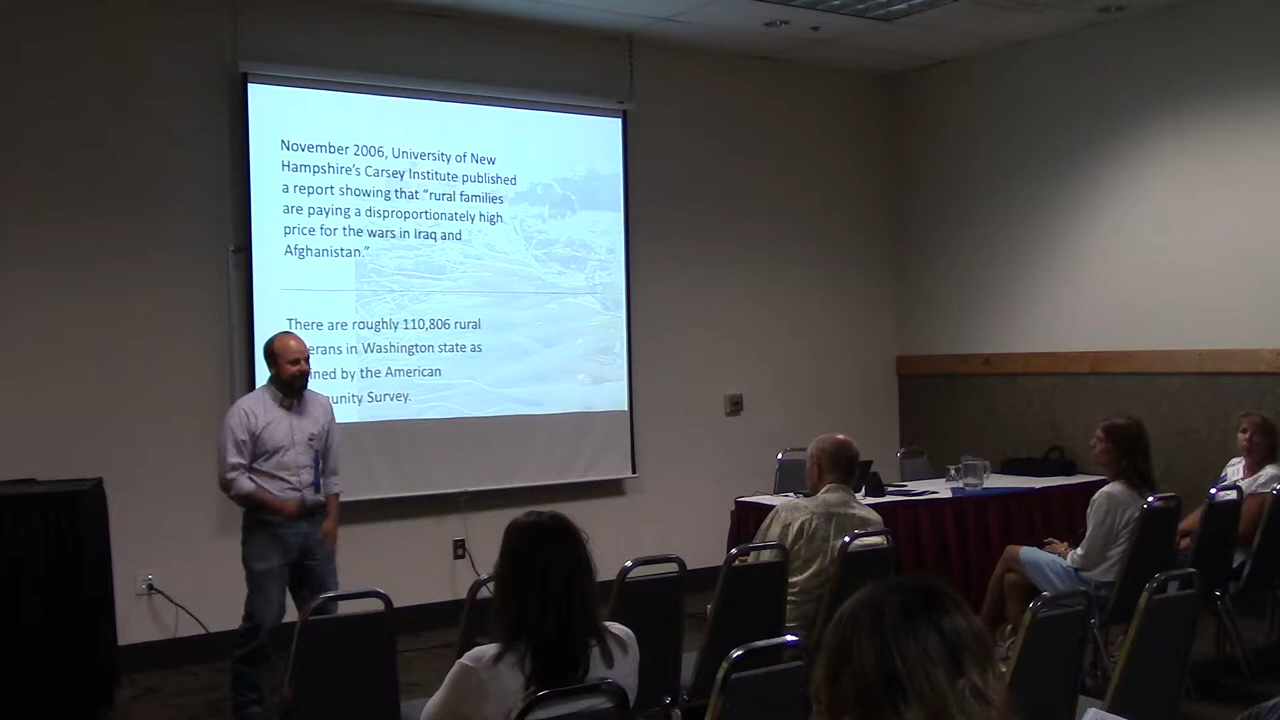 November 2006, University of New
Hampshire's Carsey Institute published
a report showing that "rural families
are paying a disproportionately high
price for the wars in Iraq and
Afghanistan."
There are roughly 110,806 rural
erans in Washington state as
ined by the American
unity Survey.